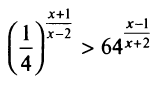 (1/4)^((x+1)/(x-2)) > 64^((x-1)/(x+2))